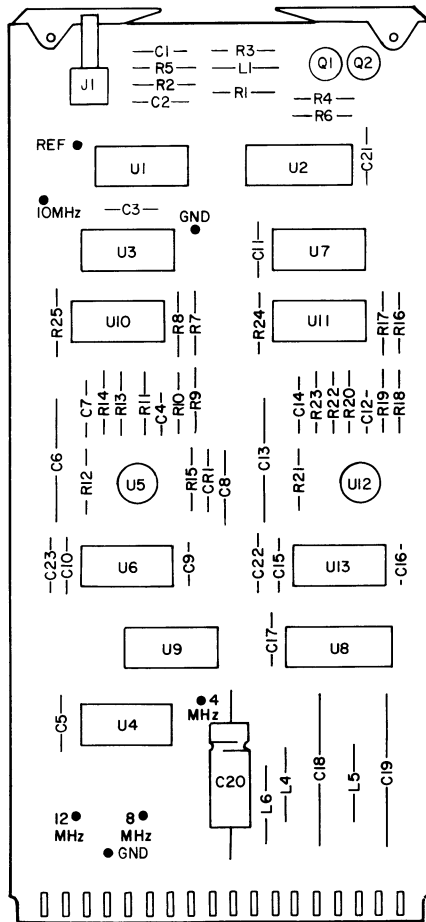 C1
R3
R5
L1
R2
C2
R1
R4
R6
Q1
Q2
J1
REF
U1
U2
C21
10MHz
C3
GND
U3
C11
U7
R25
U10
R8
R7
R24
U11
R17
R16
C7
R14
R13
R11
C4
R10
R9
C14
R23
R22
R20
C12
R19
R18
C6
R12
U5
R15
CR1
C8
C13
R21
U12
C23
C10
U6
C9
C22
C15
U13
C16
U9
C17
U8
C5
U4
4
MHz
C20
L6
L4
C18
L5
C19
12
MHz
8
MHz
GND